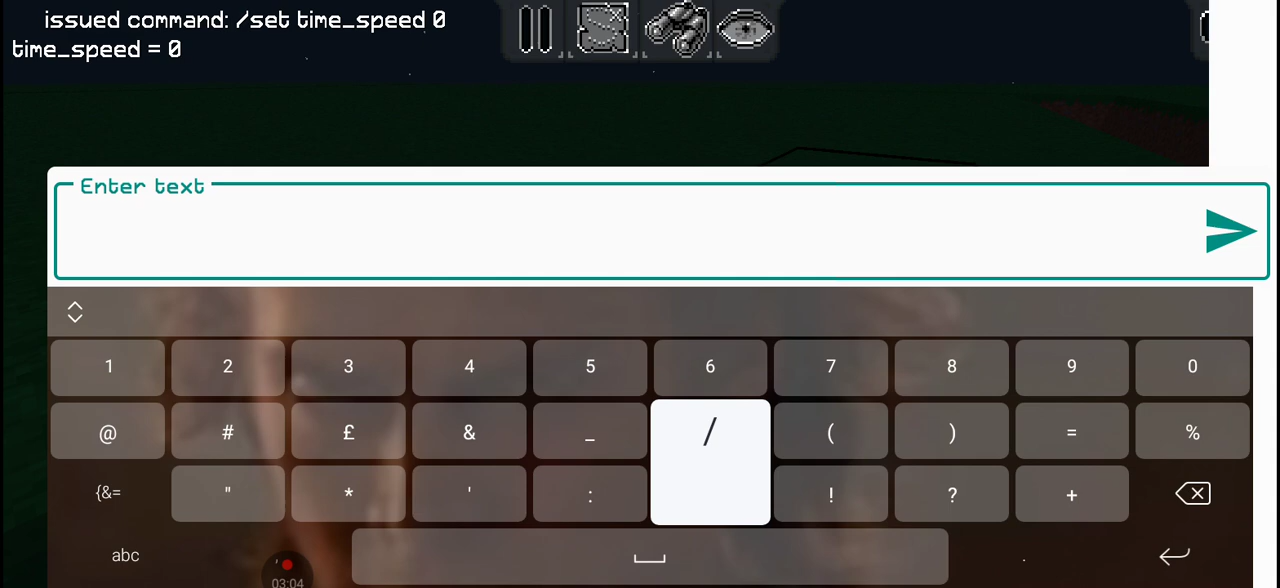 issued command: /set time_speed 0
time_speed = 0
Enter text
1 2 3 4 5 6 7 8 9 0
@ # £ & _ / ( ) = %
{&= " * ' : ! ? +
abc .
03:04